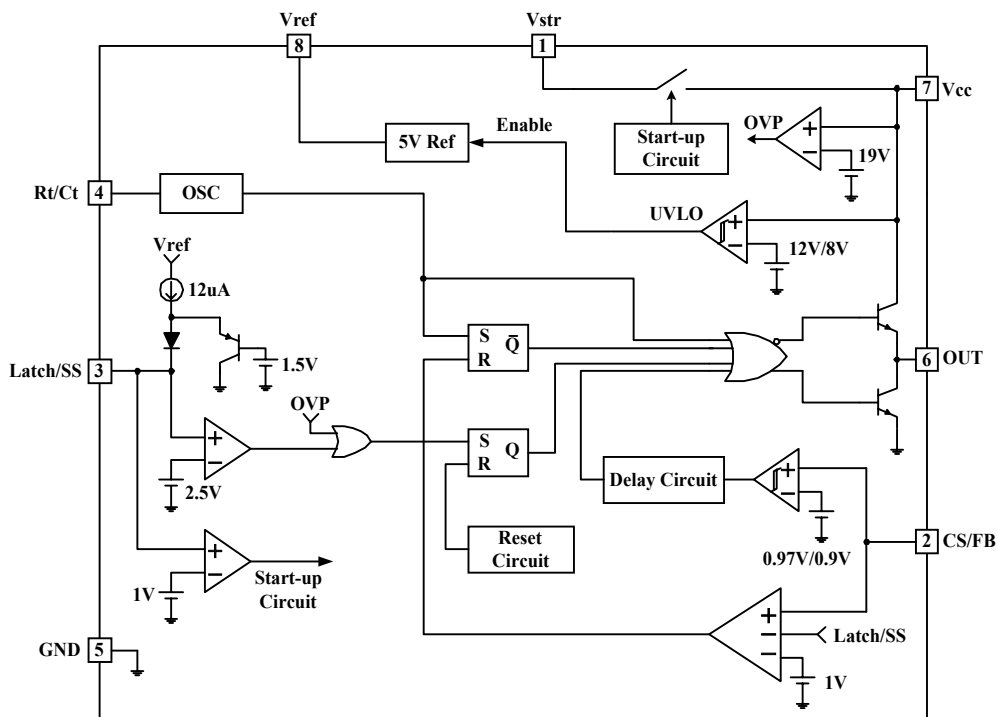 Vref
8
Vstr
1
7
Vcc
OVP
+
−
19V
Enable
5V Ref
Start-up
Circuit
Rt/Ct
4
OSC
UVLO
+
−
12V/8V
Vref
12uA
1.5V
S
R
Q̅
Latch/SS
3
6
OUT
OVP
+
−
2.5V
S
R
Q
Delay Circuit
+
−
0.97V/0.9V
Reset
Circuit
2
CS/FB
+
−
1V
Start-up
Circuit
+
−
−
Latch/SS
1V
GND
5